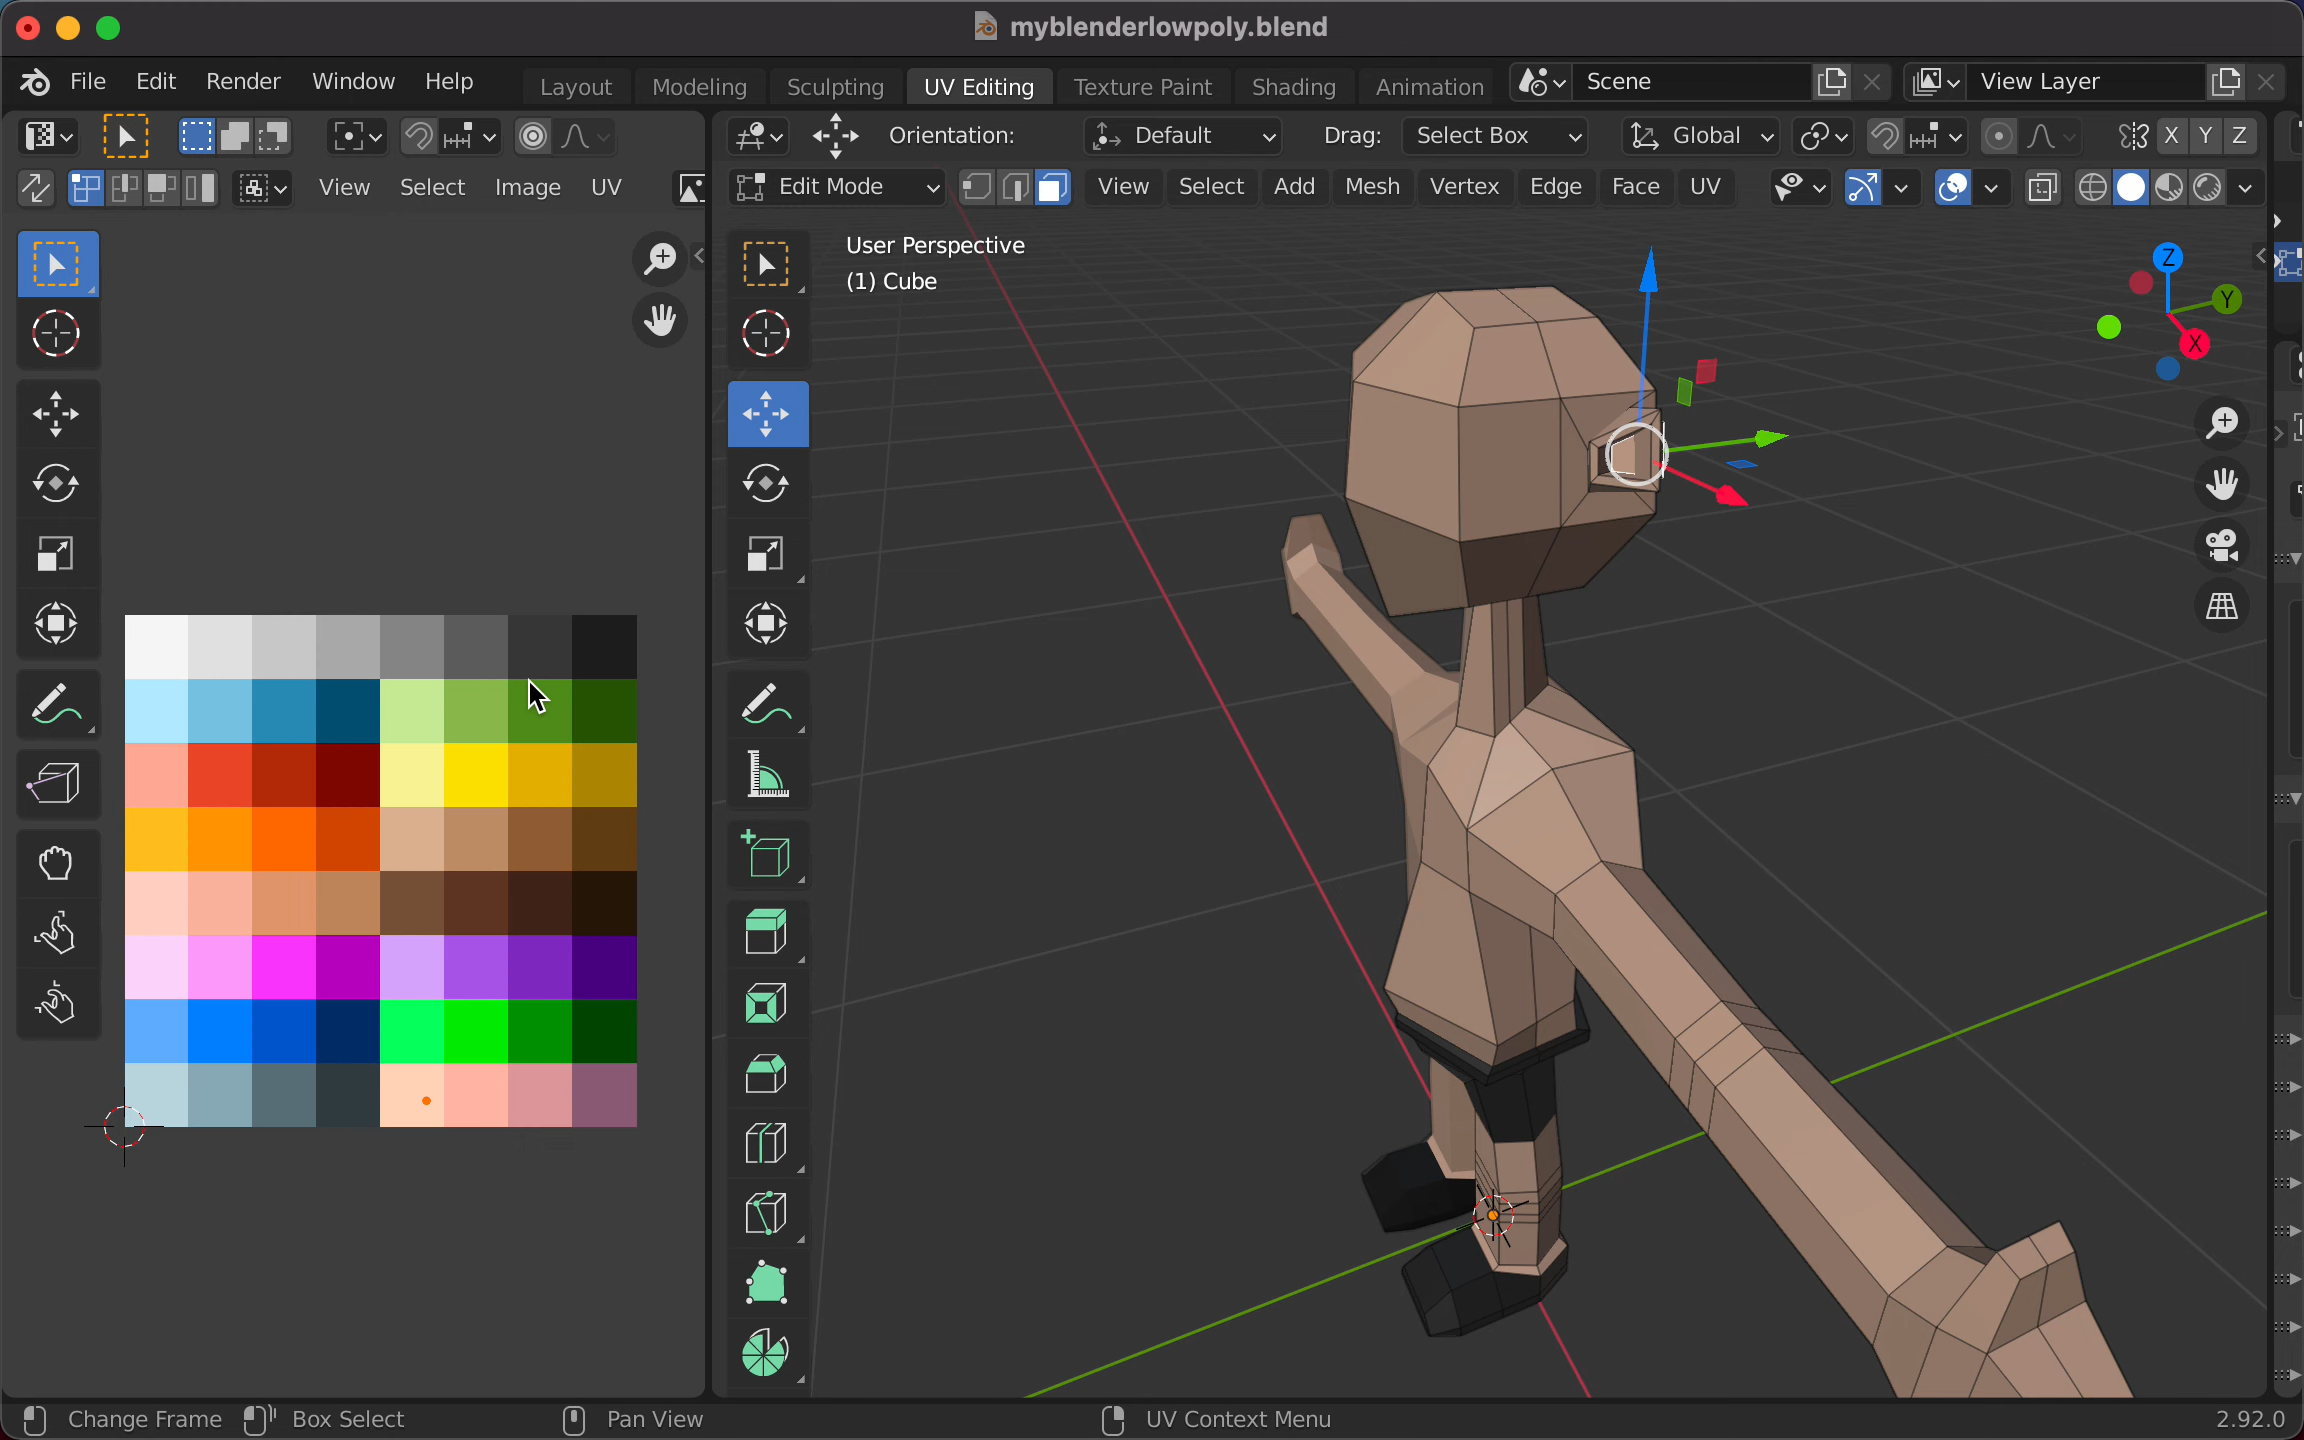 myblenderlowpoly.blend
File Edit Render Window Help Layout Modeling Sculpting UV Editing Texture Paint Shading Animation Scene View Layer
Orientation: Default Drag: Select Box Global X Y Z
View Select Image UV Edit Mode View Select Add Mesh Vertex Edge Face UV
User Perspective
(1) Cube
Z
Y
X
Change Frame Box Select Pan View UV Context Menu 2.92.0